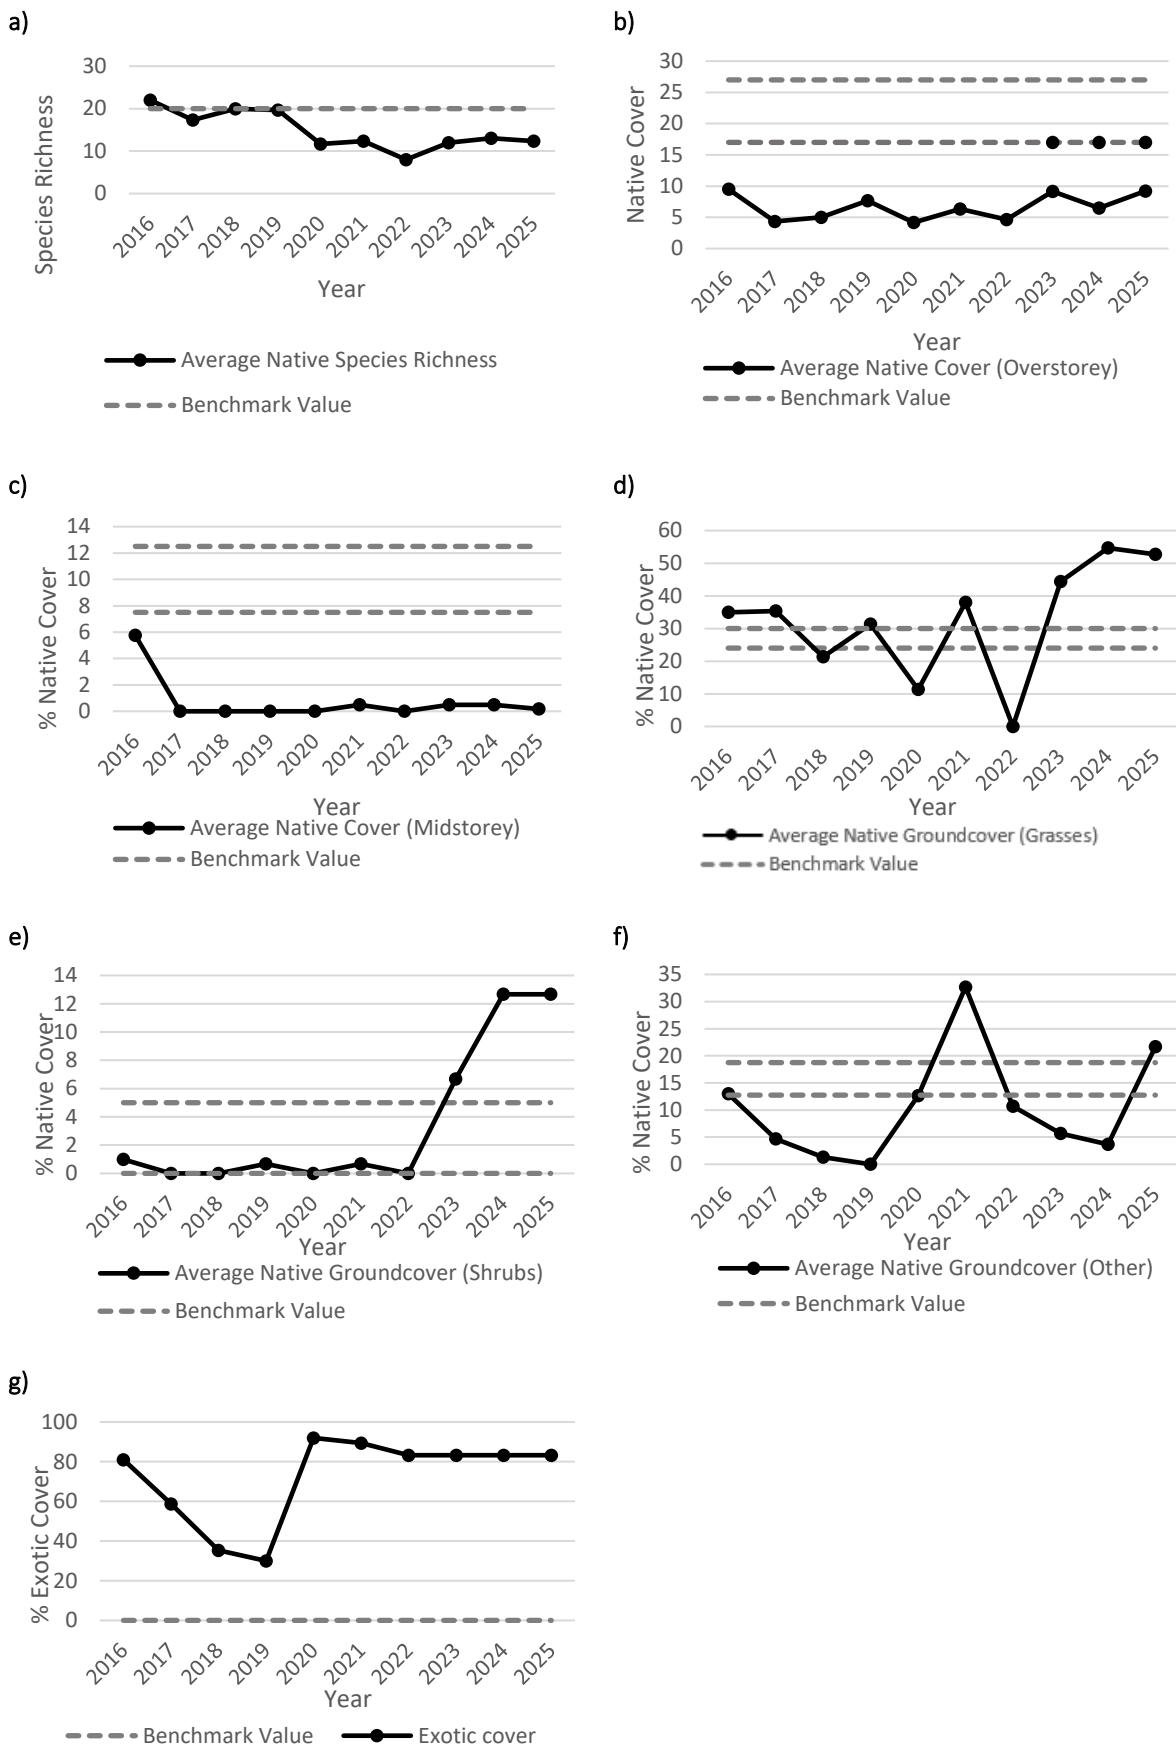 a)
30
20
10
0
Species Richness
2016 2017 2018 2019 2020 2021 2022 2023 2024 2025
Year
Average Native Species Richness
Benchmark Value
b)
30
25
20
15
10
5
0
Native Cover
2016 2017 2018 2019 2020 2021 2022 2023 2024 2025
Year
Average Native Cover (Overstorey)
Benchmark Value
c)
14
12
10
8
6
4
2
0
% Native Cover
2016 2017 2018 2019 2020 2021 2022 2023 2024 2025
Year
Average Native Cover (Midstorey)
Benchmark Value
d)
60
50
40
30
20
10
0
% Native Cover
2016 2017 2018 2019 2020 2021 2022 2023 2024 2025
Year
Average Native Groundcover (Grasses)
Benchmark Value
e)
14
12
10
8
6
4
2
0
% Native Cover
2016 2017 2018 2019 2020 2021 2022 2023 2024 2025
Year
Average Native Groundcover (Shrubs)
Benchmark Value
f)
35
30
25
20
15
10
5
0
% Native Cover
2016 2017 2018 2019 2020 2021 2022 2023 2024 2025
Year
Average Native Groundcover (Other)
Benchmark Value
g)
100
80
60
40
20
0
% Exotic Cover
2016 2017 2018 2019 2020 2021 2022 2023 2024 2025
Year
Benchmark Value Exotic cover